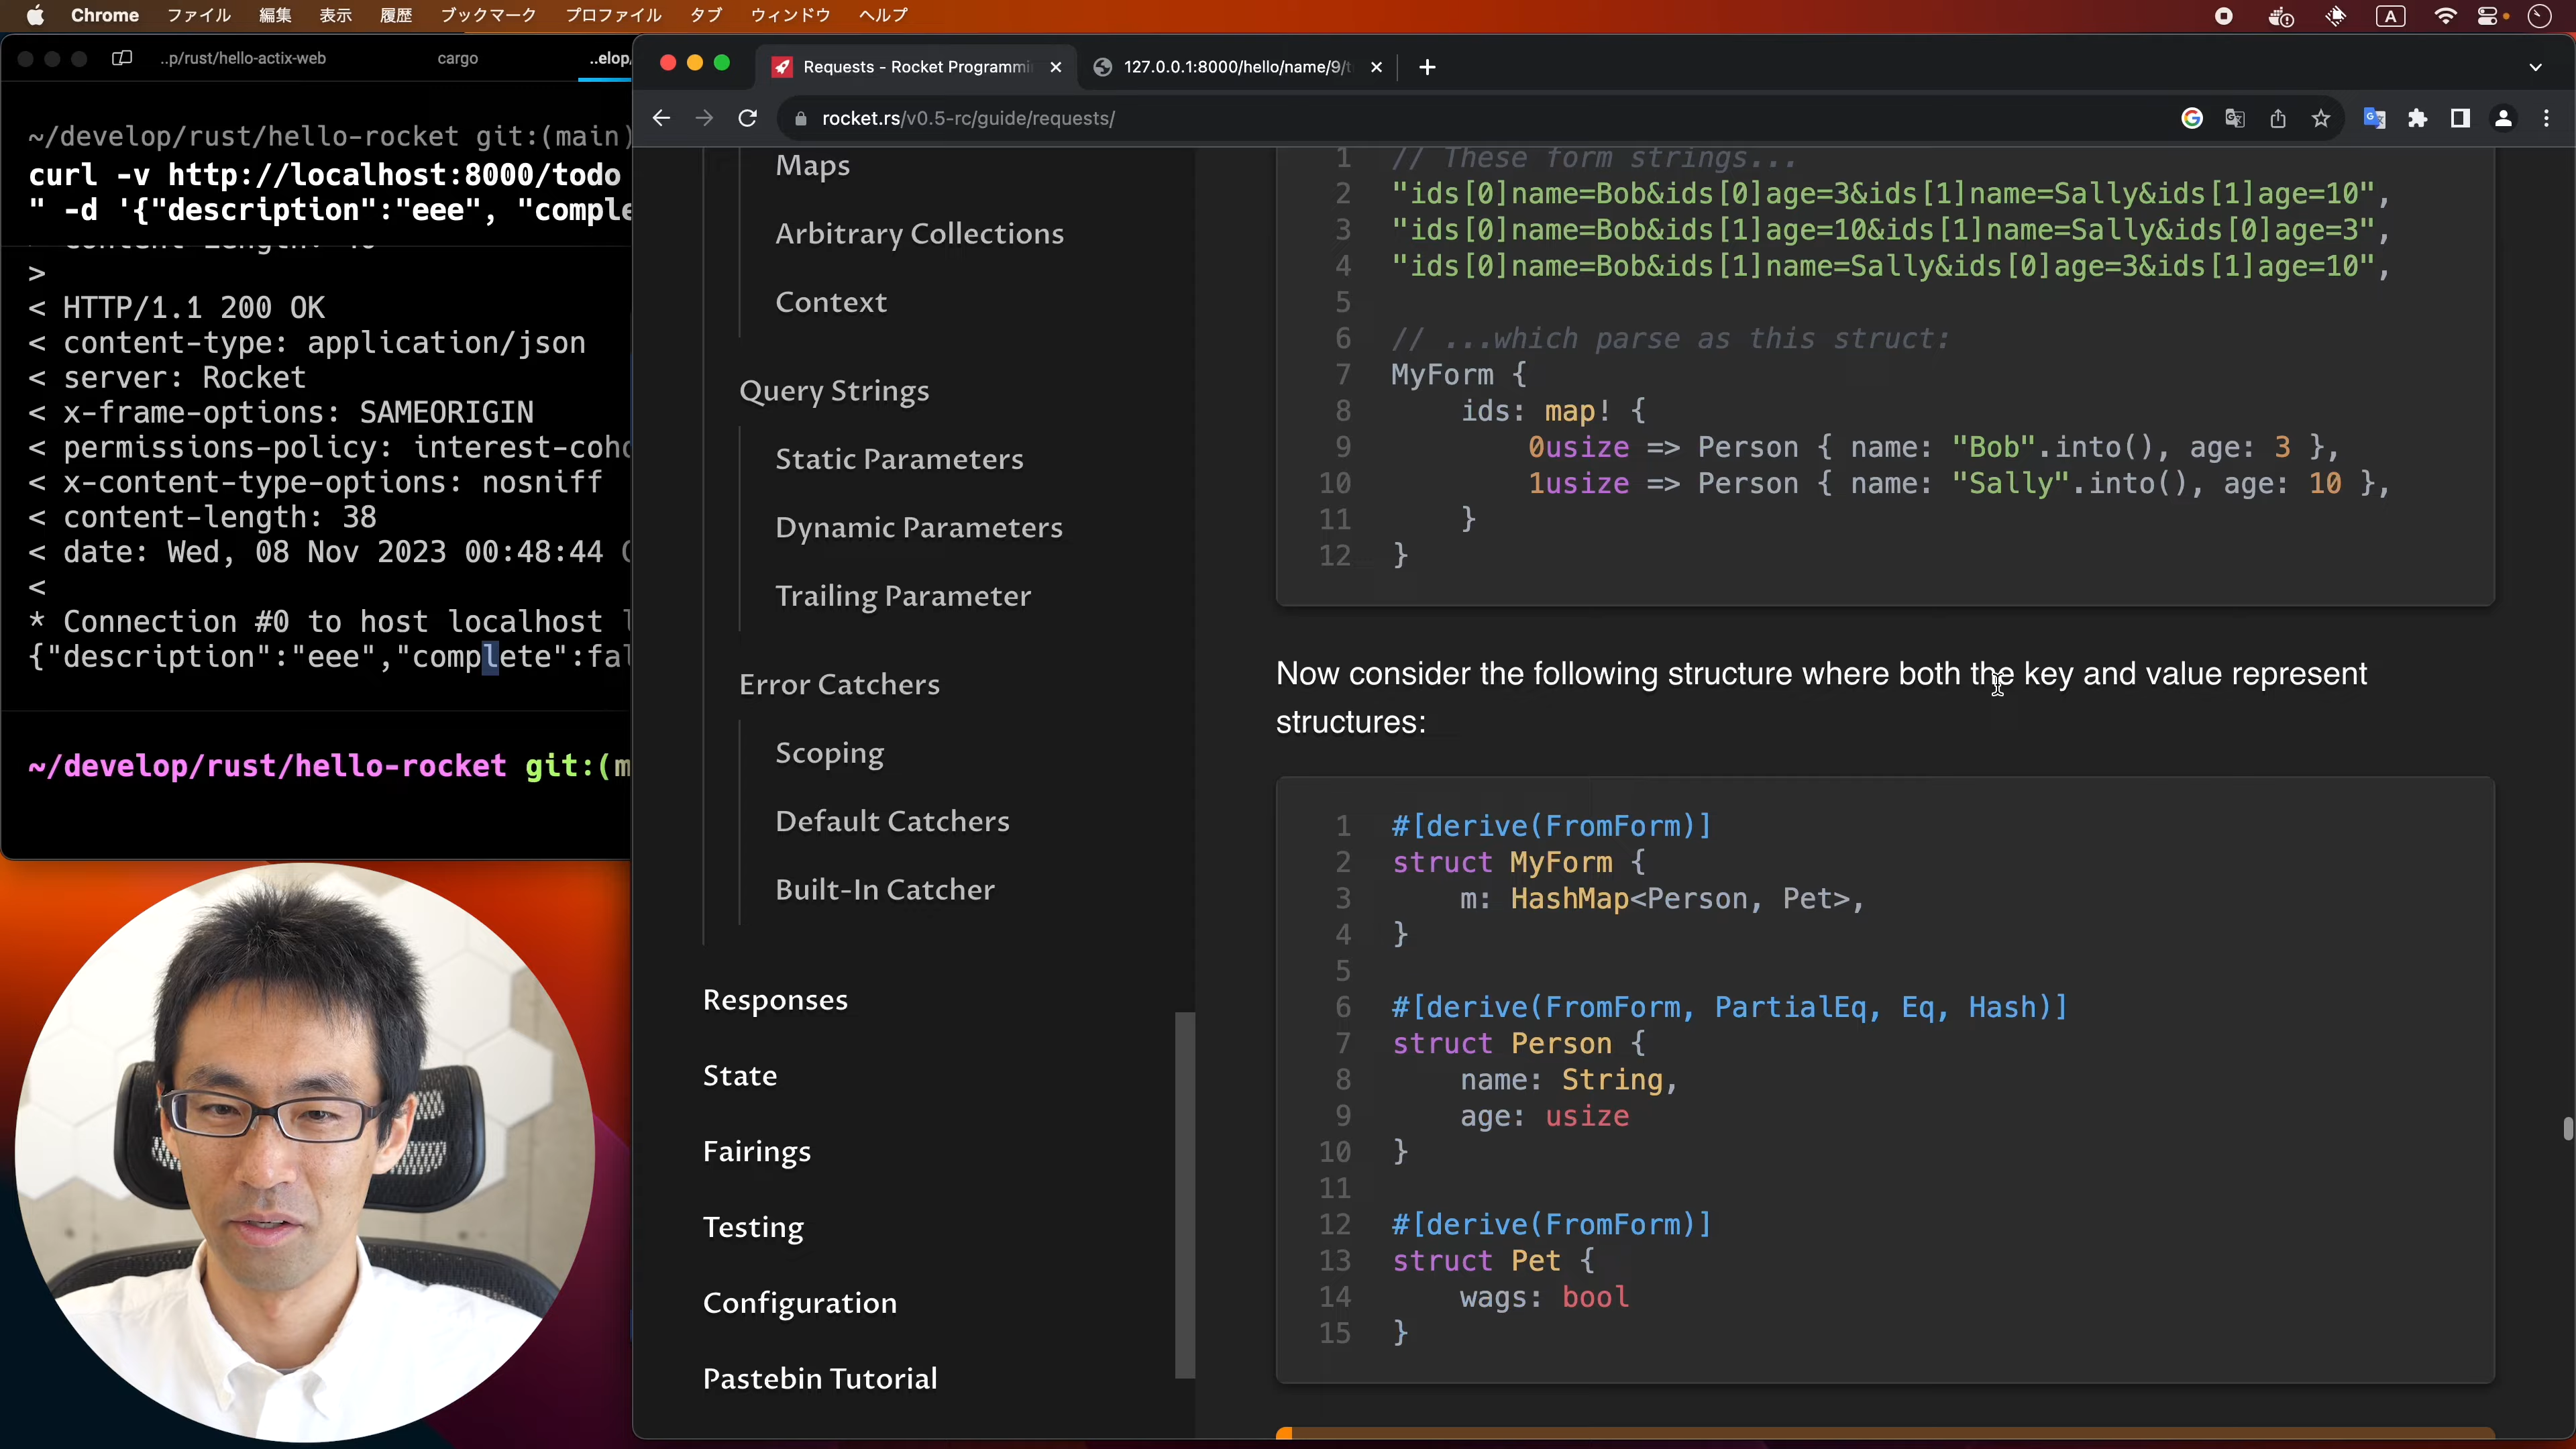 Chrome ファイル 編集 表示 履歴 ブックマーク プロファイル タブ ウィンドウ ヘルプ
A
..p/rust/hello-actix-web cargo ..elop/
~/develop/rust/hello-rocket git:(main)
curl -v http://localhost:8000/todo
" -d '{"description":"eee", "comple
>
< HTTP/1.1 200 OK
< content-type: application/json
< server: Rocket
< x-frame-options: SAMEORIGIN
< permissions-policy: interest-coho
< x-content-type-options: nosniff
< content-length: 38
< date: Wed, 08 Nov 2023 00:48:44 G
<
* Connection #0 to host localhost l
{"description":"eee","complete":fal
~/develop/rust/hello-rocket git:(m
Requests - Rocket Programmi
127.0.0.1:8000/hello/name/9/t
rocket.rs/v0.5-rc/guide/requests/
Maps
Arbitrary Collections
Context
Query Strings
Static Parameters
Dynamic Parameters
Trailing Parameter
Error Catchers
Scoping
Default Catchers
Built-In Catcher
Responses
State
Fairings
Testing
Configuration
Pastebin Tutorial
1 // These form strings...
2 "ids[0]name=Bob&ids[0]age=3&ids[1]name=Sally&ids[1]age=10",
3 "ids[0]name=Bob&ids[1]age=10&ids[1]name=Sally&ids[0]age=3",
4 "ids[0]name=Bob&ids[1]name=Sally&ids[0]age=3&ids[1]age=10",
5
6 // ...which parse as this struct:
7 MyForm {
8 ids: map! {
9 0usize => Person { name: "Bob".into(), age: 3 },
10 1usize => Person { name: "Sally".into(), age: 10 },
11 }
12 }
Now consider the following structure where both the key and value represent
structures:
1 #[derive(FromForm)]
2 struct MyForm {
3 m: HashMap<Person, Pet>,
4 }
5
6 #[derive(FromForm, PartialEq, Eq, Hash)]
7 struct Person {
8 name: String,
9 age: usize
10 }
11
12 #[derive(FromForm)]
13 struct Pet {
14 wags: bool
15 }